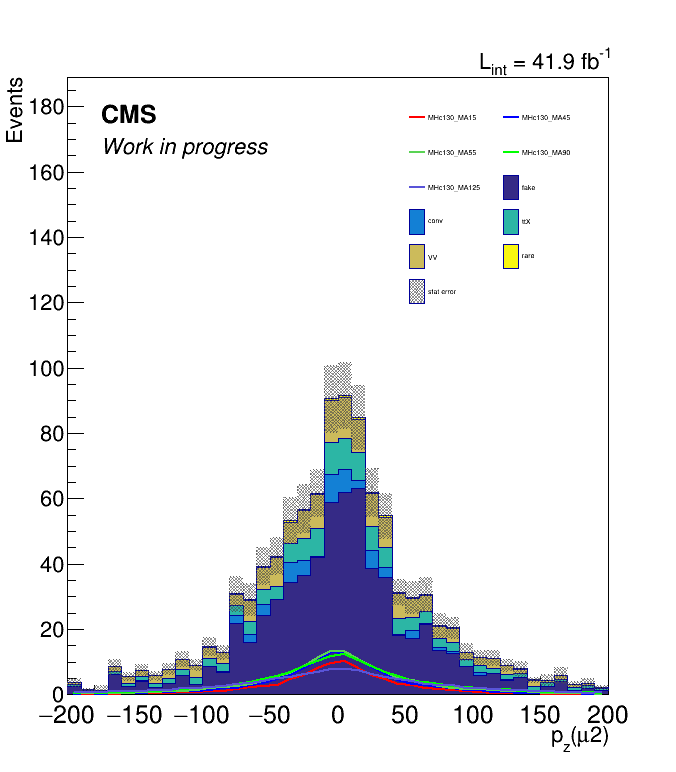 L_int = 41.9 fb^-1
Events
CMS
Work in progress
MHc130_MA15
MHc130_MA45
MHc130_MA55
MHc130_MA90
MHc130_MA125
fake
conv
ttX
VV
rare
stat error
180
160
140
120
100
80
60
40
20
0
−200 −150 −100 −50 0 50 100 150 200
p_z(μ2)